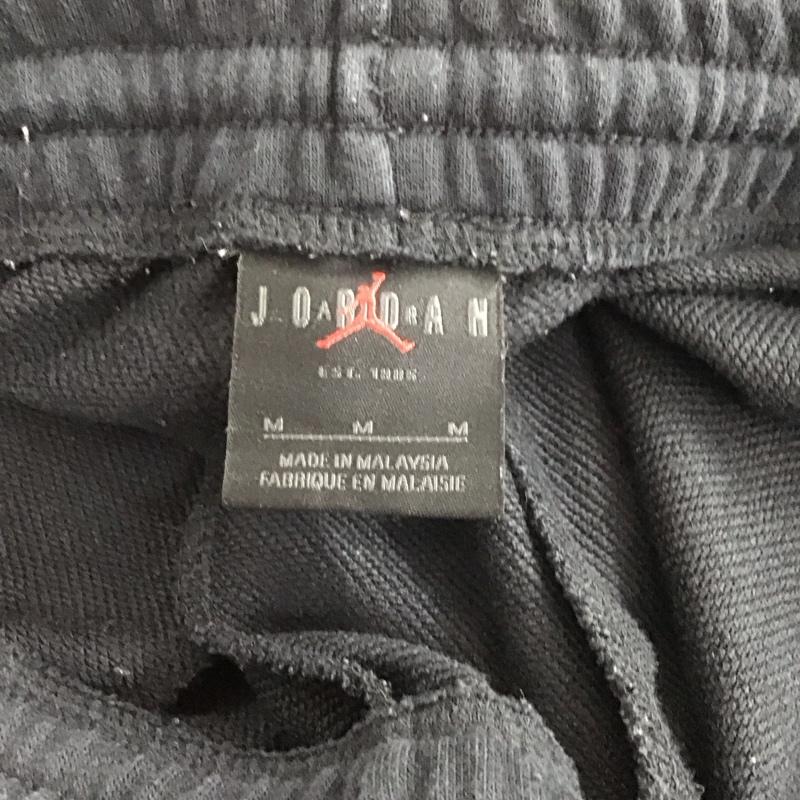 JORDAN
EST. 1985
M M M
MADE IN MALAYSIA
FABRIQUE EN MALAISIE